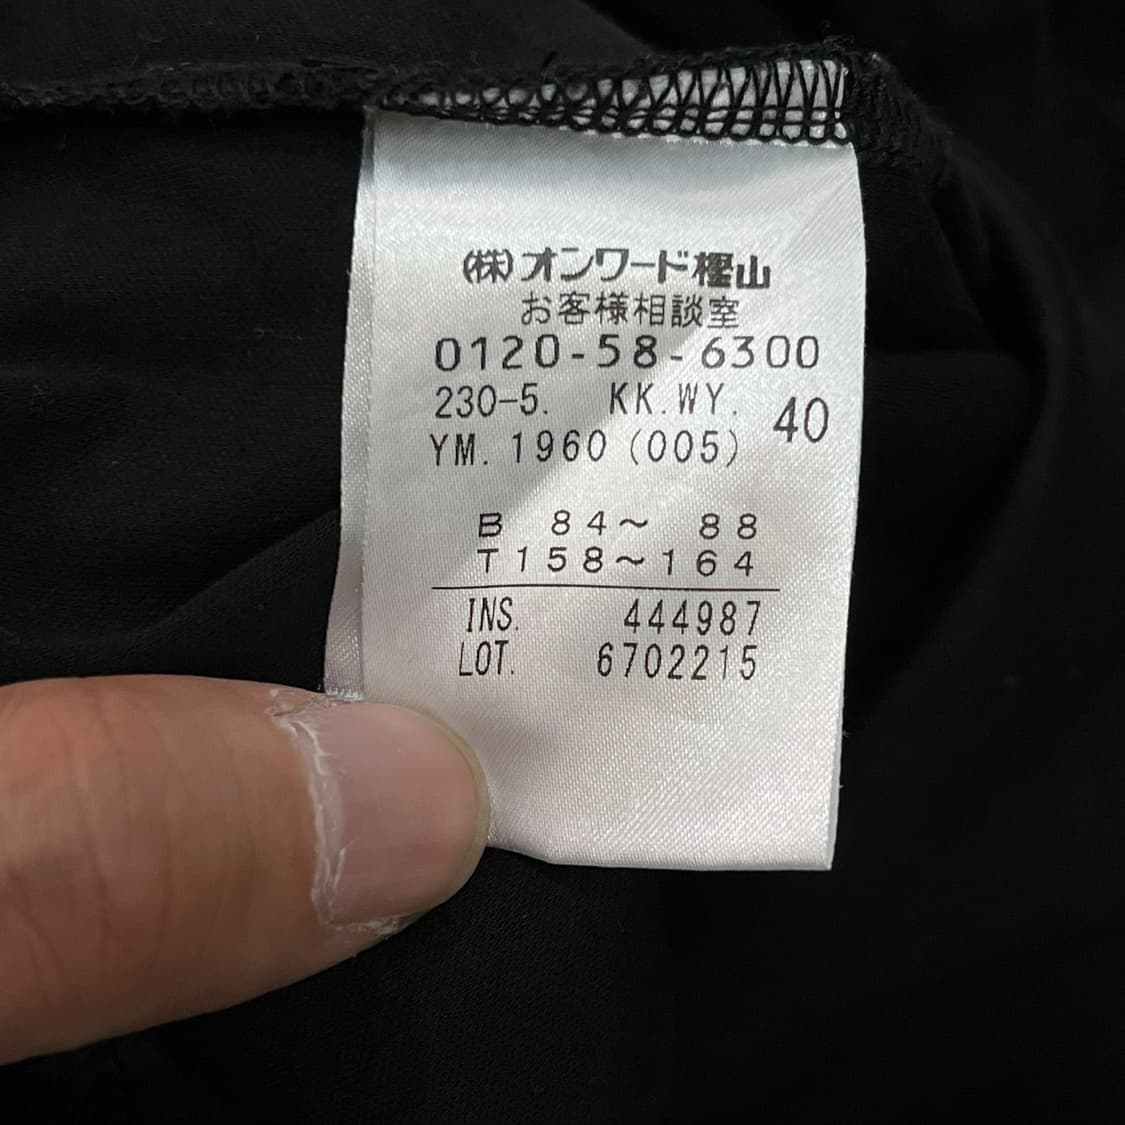 (株)オンワード樫山
お客様相談室
0120-58-6300
230-5. KK.WY. 40
YM. 1960 (005)
B 84～ 88
T158～164
INS. 444987
LOT. 6702215